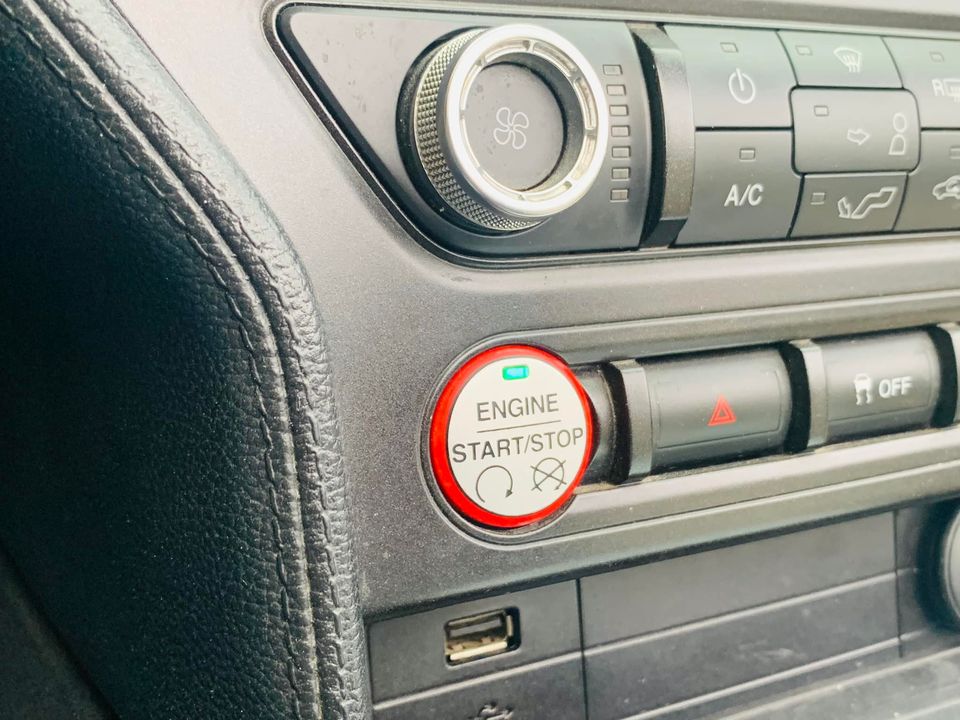 R
A/C
OFF
ENGINE
START/STOP